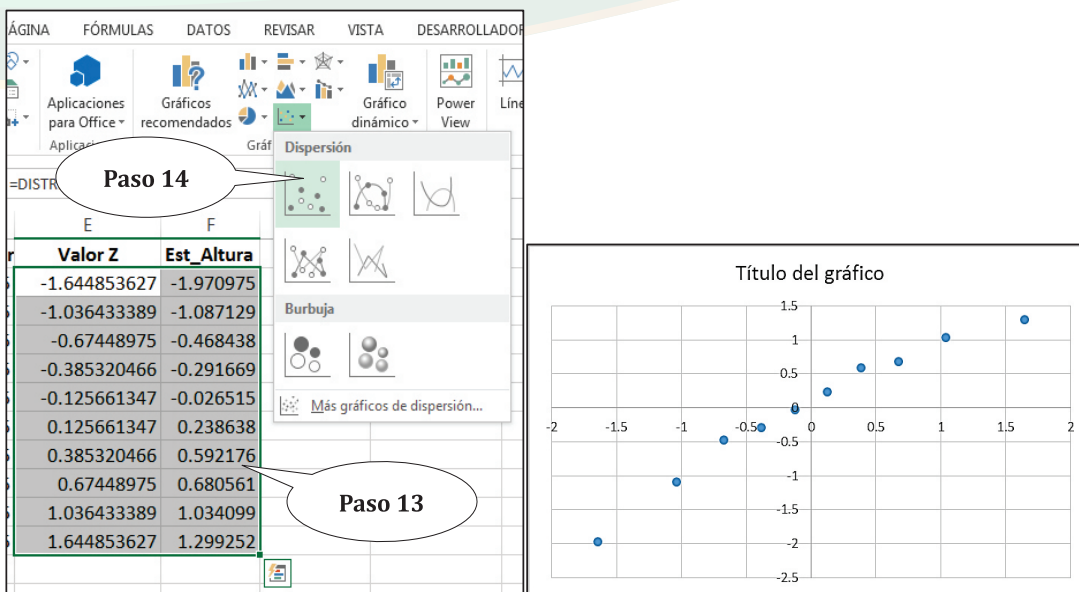 ÁGINA FÓRMULAS DATOS REVISAR VISTA DESARROLLADOR
Aplicaciones
para Office
Gráficos
recomendados
Gráfico
dinámico
Power
View
Líne
Aplica
Gráf
Dispersión
Paso 14
=DISTR
E F
Valor Z Est_Altura
-1.644853627 -1.970975
-1.036433389 -1.087129
-0.67448975 -0.468438
-0.385320466 -0.291669
-0.125661347 -0.026515
0.125661347 0.238638
0.385320466 0.592176
0.67448975 0.680561
1.036433389 1.034099
1.644853627 1.299252
Burbuja
Más gráficos de dispersión...
Paso 13
Título del gráfico
1.5
1
0.5
0
-2 -1.5 -1 -0.5 0 0.5 1 1.5 2
-0.5
-1
-1.5
-2
-2.5